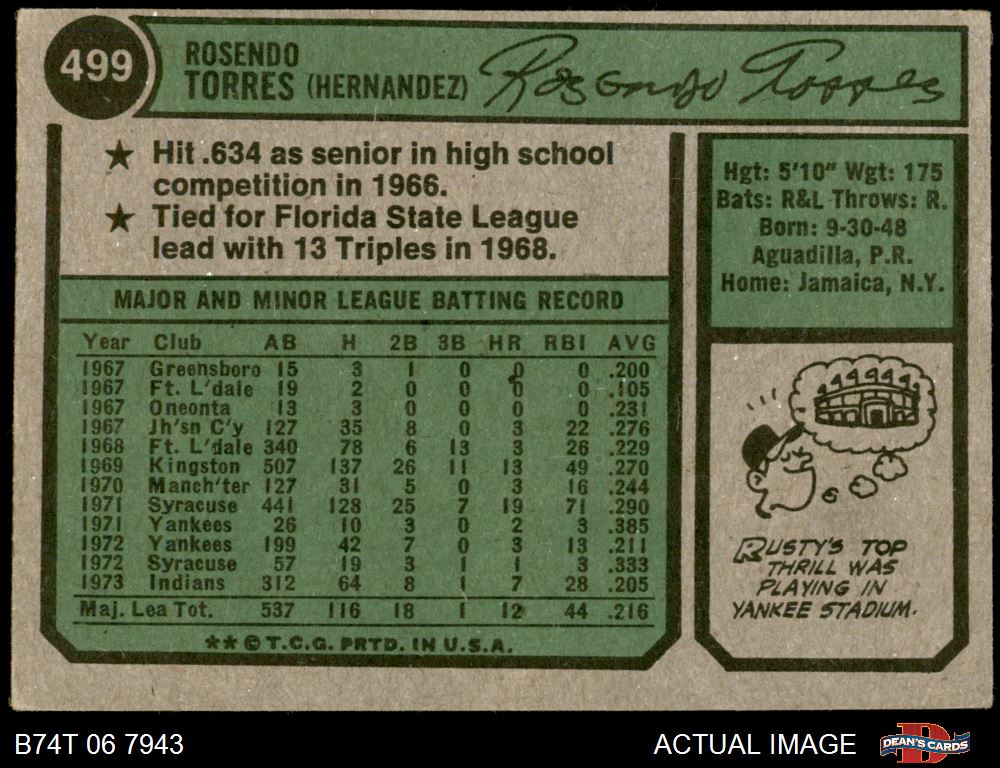 499
ROSENDO
TORRES (HERNANDEZ)
Rosendo Torres
★ Hit .634 as senior in high school
competition in 1966.
★ Tied for Florida State League
lead with 13 Triples in 1968.
Hgt: 5'10" Wgt: 175
Bats: R&L Throws: R.
Born: 9-30-48
Aguadilla, P.R.
Home: Jamaica, N.Y.
MAJOR AND MINOR LEAGUE BATTING RECORD
Year Club AB H 2B 3B HR RBI AVG
1967 Greensboro 15 3 1 0 0 0 .200
1967 Ft. L'dale 19 2 0 0 0 0 .105
1967 Oneonta 13 3 0 0 0 0 .231
1967 Jh'sn C'y 127 35 8 0 3 22 .276
1968 Ft. L'dale 340 78 6 13 3 26 .229
1969 Kingston 507 137 26 11 13 49 .270
1970 Manch'ter 127 31 5 0 3 16 .244
1971 Syracuse 441 128 25 7 19 71 .290
1971 Yankees 26 10 3 0 2 3 .385
1972 Yankees 199 42 7 0 3 13 .211
1972 Syracuse 57 19 3 1 1 3 .333
1973 Indians 312 64 8 1 7 28 .205
Maj. Lea Tot. 537 116 18 1 12 44 .216
** © T.C.G. PRTD. IN U.S.A.
RUSTY'S TOP
THRILL WAS
PLAYING IN
YANKEE STADIUM.
B74T 06 7943
ACTUAL IMAGE
DEAN'S CARDS